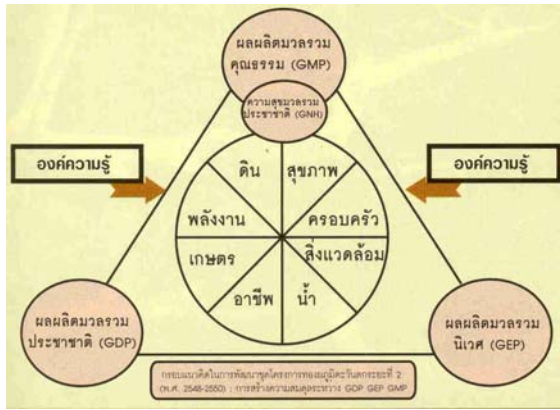 ผลผลิตมวลรวม
คุณธรรม (GMP)
ความสุขมวลรวม
ประชาชาติ (GNH)
องค์ความรู้
องค์ความรู้
ดิน
สุขภาพ
พลังงาน
ครอบครัว
เกษตร
สิ่งแวดล้อม
อาชีพ
น้ำ
ผลผลิตมวลรวม
ประชาชาติ (GDP)
ผลผลิตมวลรวม
นิเวศ (GEP)
กรอบแนวคิดในการพัฒนาชุดโครงการทองผาภูมิตะวันตกระยะที่ 2
(พ.ศ. 2548-2550) : การสร้างความสมดุลระหว่าง GDP GEP GMP